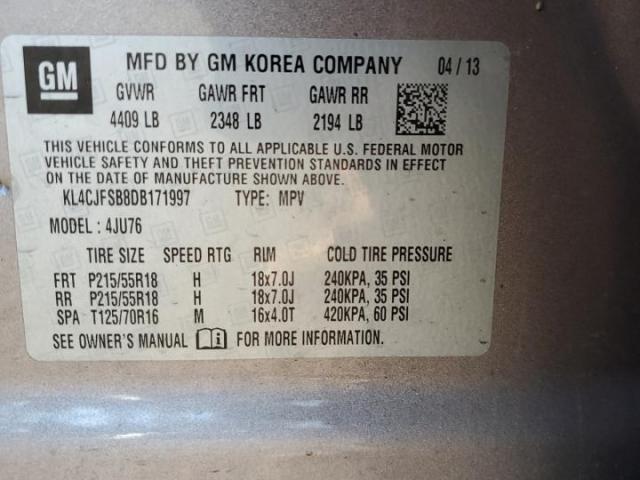 GM MFD BY GM KOREA COMPANY 04 / 13
GVWR GAWR FRT GAWR RR
4409 LB 2348 LB 2194 LB
THIS VEHICLE CONFORMS TO ALL APPLICABLE U.S. FEDERAL MOTOR
VEHICLE SAFETY AND THEFT PREVENTION STANDARDS IN EFFECT
ON THE DATE OF MANUFACTURE SHOWN ABOVE.
KL4CJFSB8DB171997 TYPE: MPV
MODEL : 4JU76
TIRE SIZE SPEED RTG RIM COLD TIRE PRESSURE
FRT P215/55R18 H 18x7.0J 240KPA, 35 PSI
RR P215/55R18 H 18x7.0J 240KPA, 35 PSI
SPA T125/70R16 M 16x4.0T 420KPA, 60 PSI
SEE OWNER'S MANUAL FOR MORE INFORMATION.